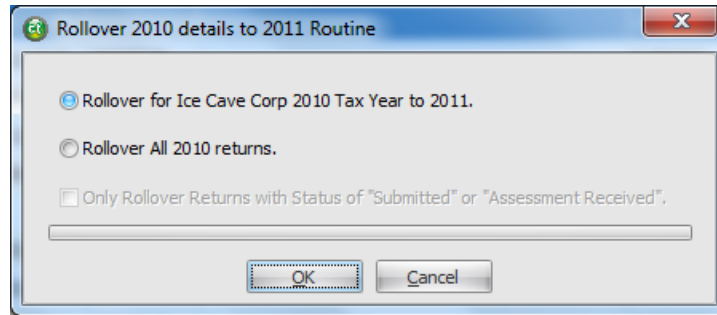 Rollover 2010 details to 2011 Routine
Rollover for Ice Cave Corp 2010 Tax Year to 2011.
Rollover All 2010 returns.
Only Rollover Returns with Status of "Submitted" or "Assessment Received".
OK Cancel